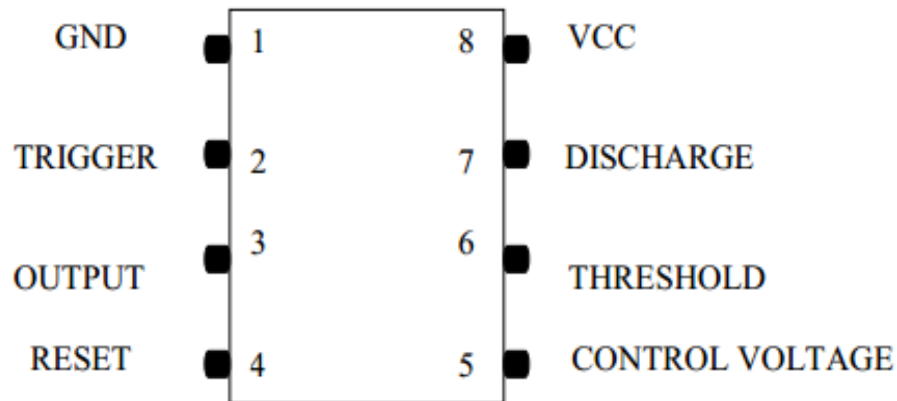 GND 1 8 VCC
TRIGGER 2 7 DISCHARGE
OUTPUT 3 6 THRESHOLD
RESET 4 5 CONTROL VOLTAGE